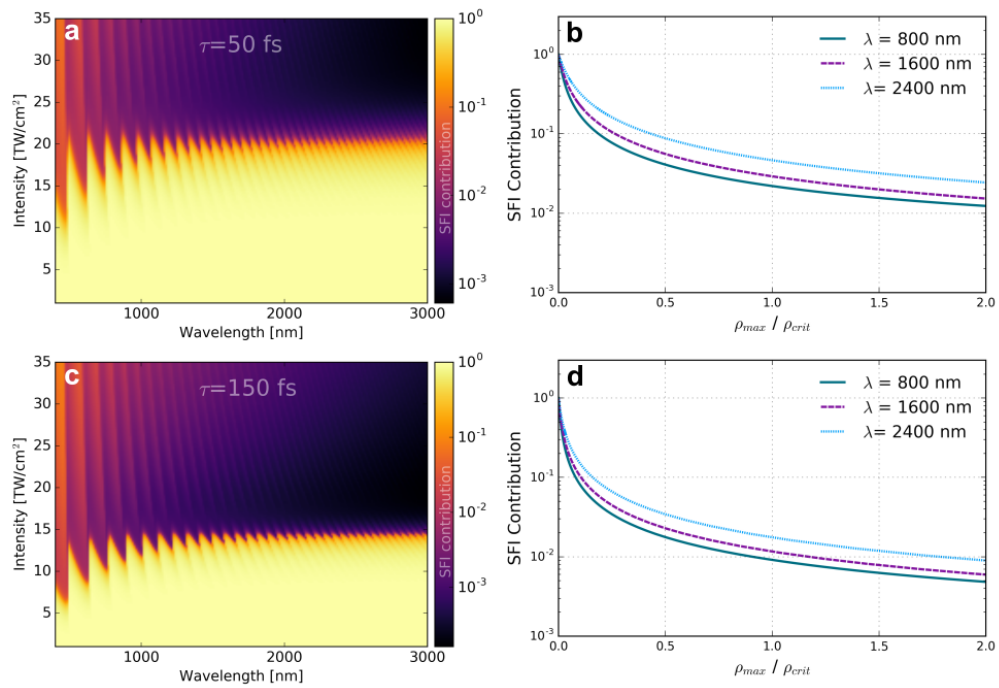 a
τ=50 fs
35
30
25
20
15
10
5
Intensity [TW/cm²]
1000
2000
3000
Wavelength [nm]
10⁰
10⁻¹
10⁻²
10⁻³
SFI contribution
b
λ = 800 nm
λ = 1600 nm
λ = 2400 nm
10⁰
10⁻¹
10⁻²
10⁻³
SFI Contribution
0.0
0.5
1.0
1.5
2.0
ρmax / ρcrit
c
τ=150 fs
35
30
25
20
15
10
5
Intensity [TW/cm²]
1000
2000
3000
Wavelength [nm]
10⁰
10⁻¹
10⁻²
10⁻³
SFI contribution
d
λ = 800 nm
λ = 1600 nm
λ= 2400 nm
10⁰
10⁻¹
10⁻²
10⁻³
SFI Contribution
0.0
0.5
1.0
1.5
2.0
ρmax / ρcrit